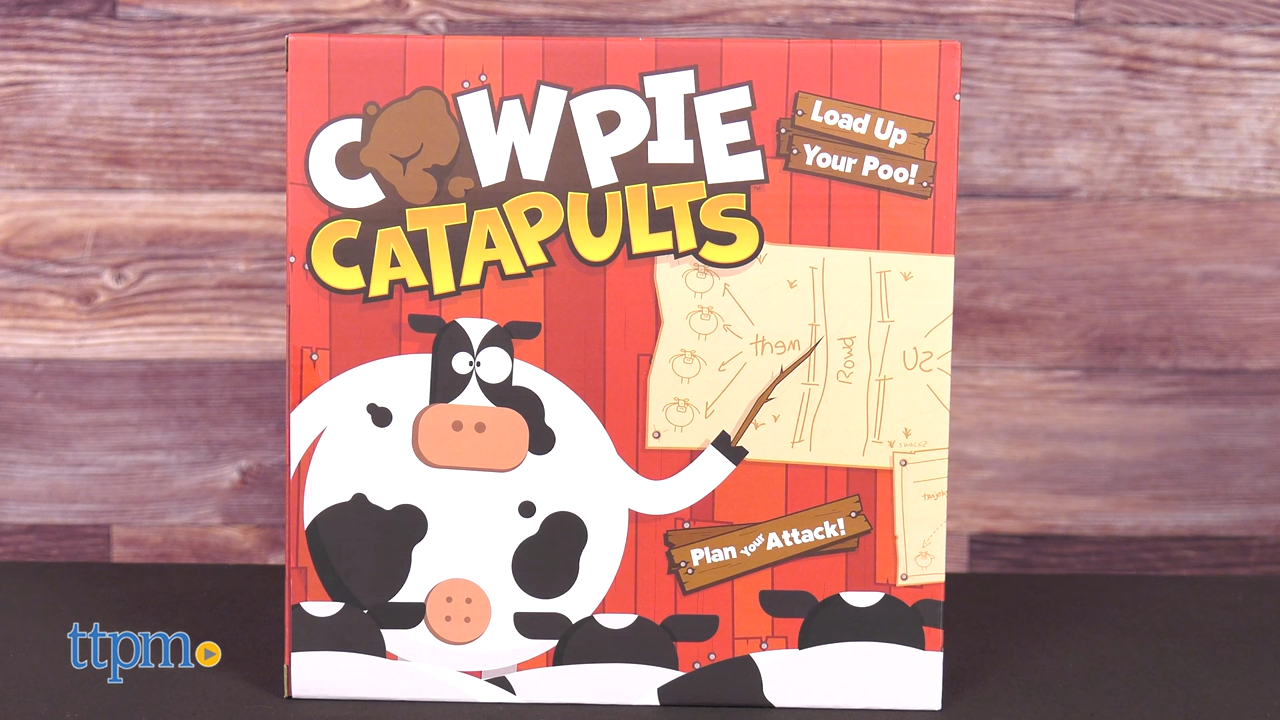 COWPIE
CATAPULTS
Load Up
Your Poo!
them
Road
US
Plan Your Attack!
ttpm